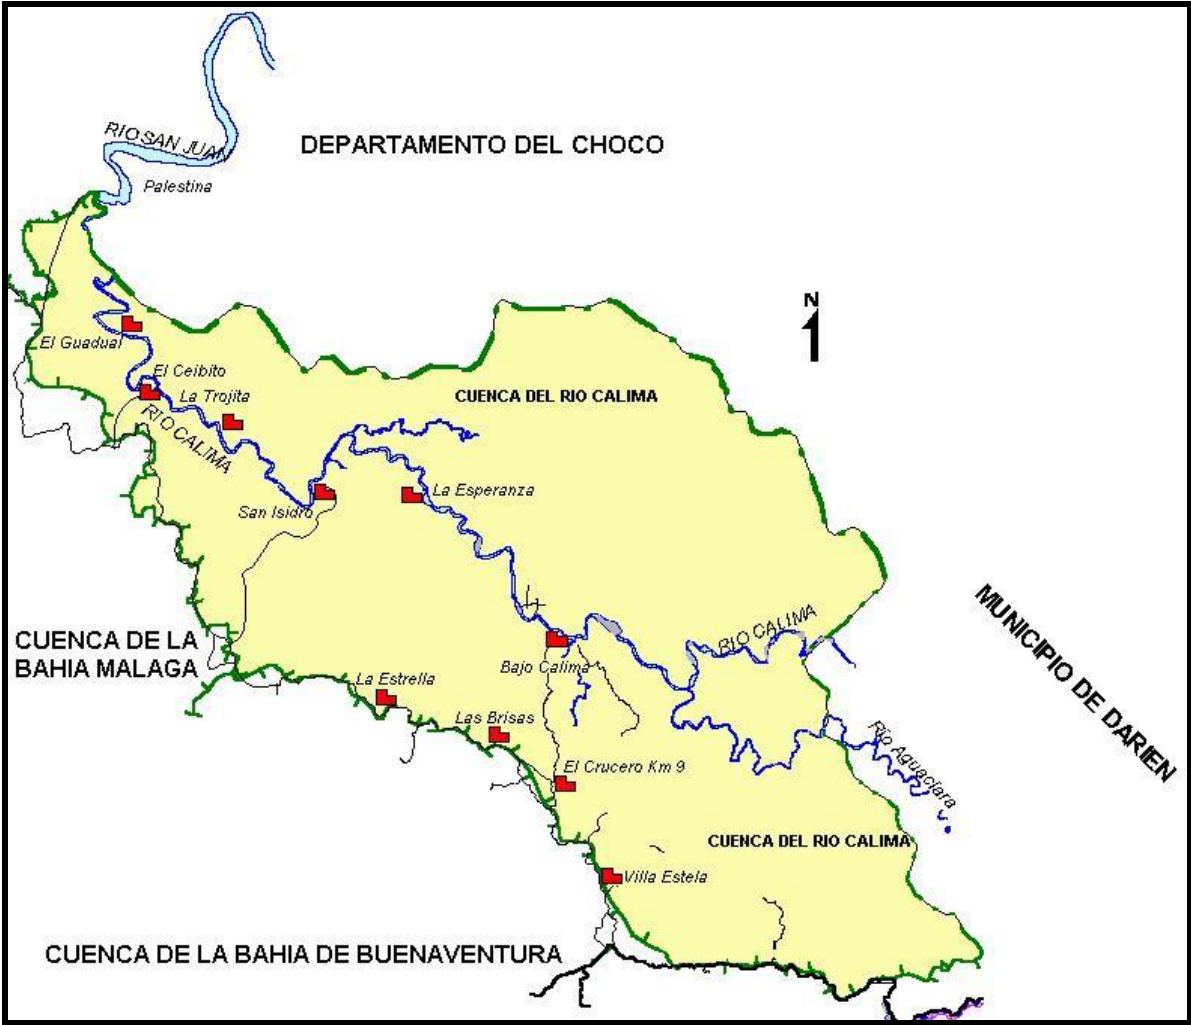 RIO SAN JUAN
DEPARTAMENTO DEL CHOCO
Palestina
N
El Guadual
El Ceibito
La Trojita
CUENCA DEL RIO CALIMA
RIO CALIMA
La Esperanza
San Isidro
MUNICIPIO DE DARIEN
RIO CALIMA
CUENCA DE LA
BAHIA MALAGA
Bajo Calima
La Estrella
Las Brisas
Rio Aguaclara
El Crucero Km 9
CUENCA DEL RIO CALIMA
Villa Estela
CUENCA DE LA BAHIA DE BUENAVENTURA